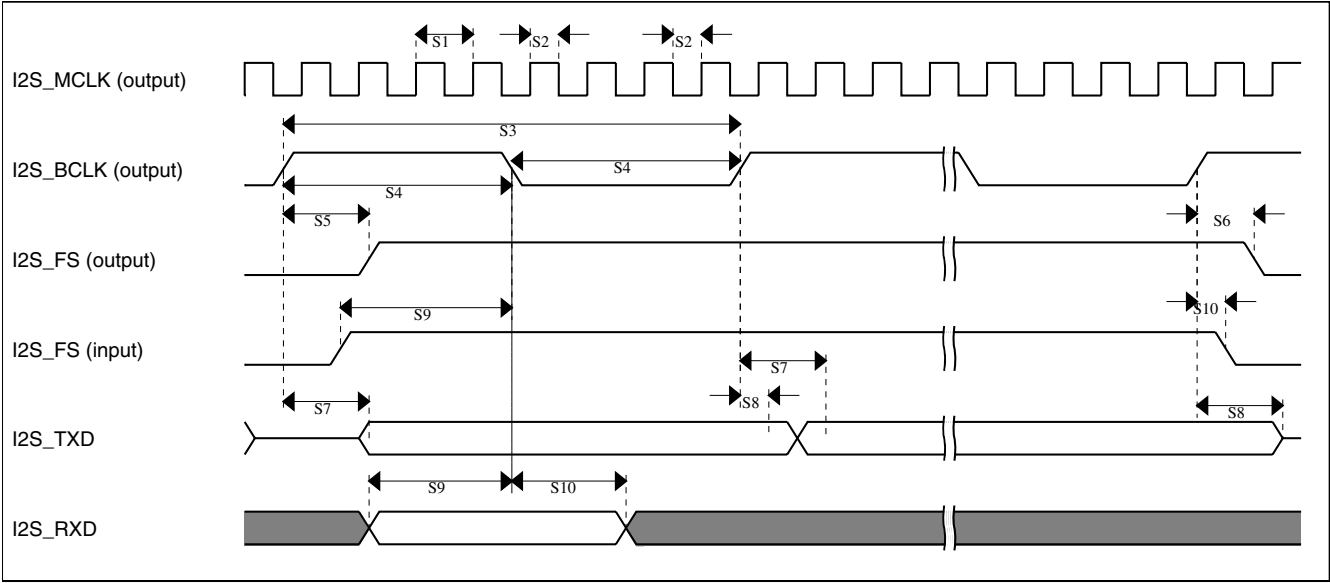 S1 S2 S2
I2S_MCLK (output)
S3
I2S_BCLK (output)
S4
S4
S5 S6
I2S_FS (output)
S9 S10
I2S_FS (input)
S7
S7 S8 S8
I2S_TXD
S9 S10
I2S_RXD